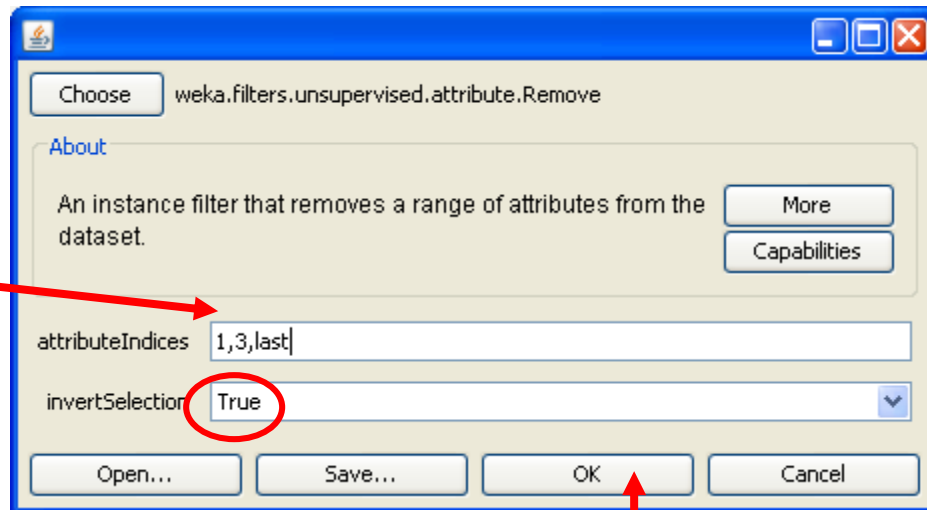 Choose weka.filters.unsupervised.attribute.Remove
About
An instance filter that removes a range of attributes from the
dataset.
More
Capabilities
attributeIndices 1,3,last
invertSelection True
Open... Save... OK Cancel